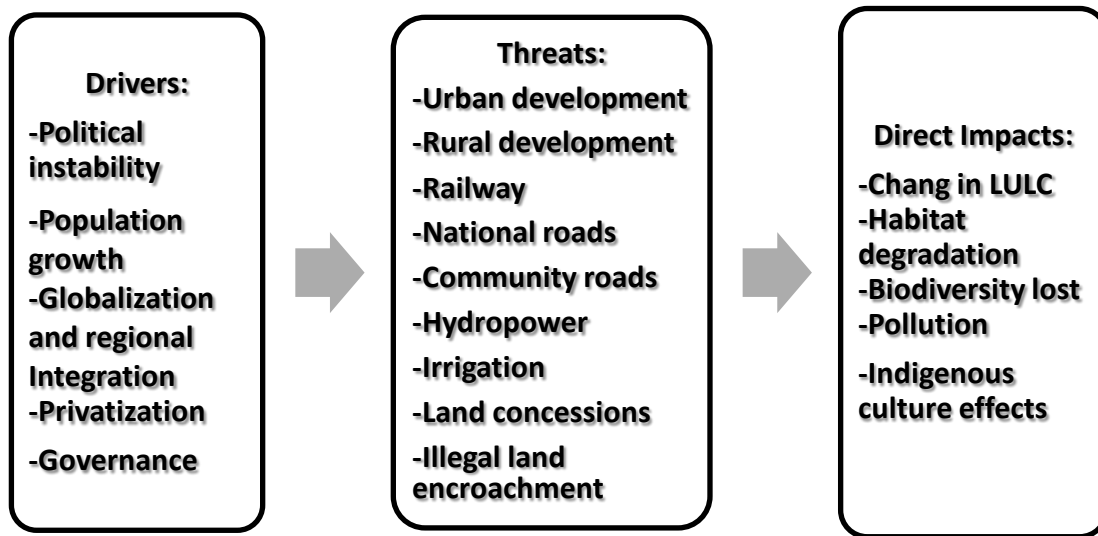 Drivers:
-Political
instability
-Population
growth
-Globalization
and regional
Integration
-Privatization
-Governance
Threats:
-Urban development
-Rural development
-Railway
-National roads
-Community roads
-Hydropower
-Irrigation
-Land concessions
-Illegal land
encroachment
Direct Impacts:
-Chang in LULC
-Habitat
degradation
-Biodiversity lost
-Pollution
-Indigenous
culture effects